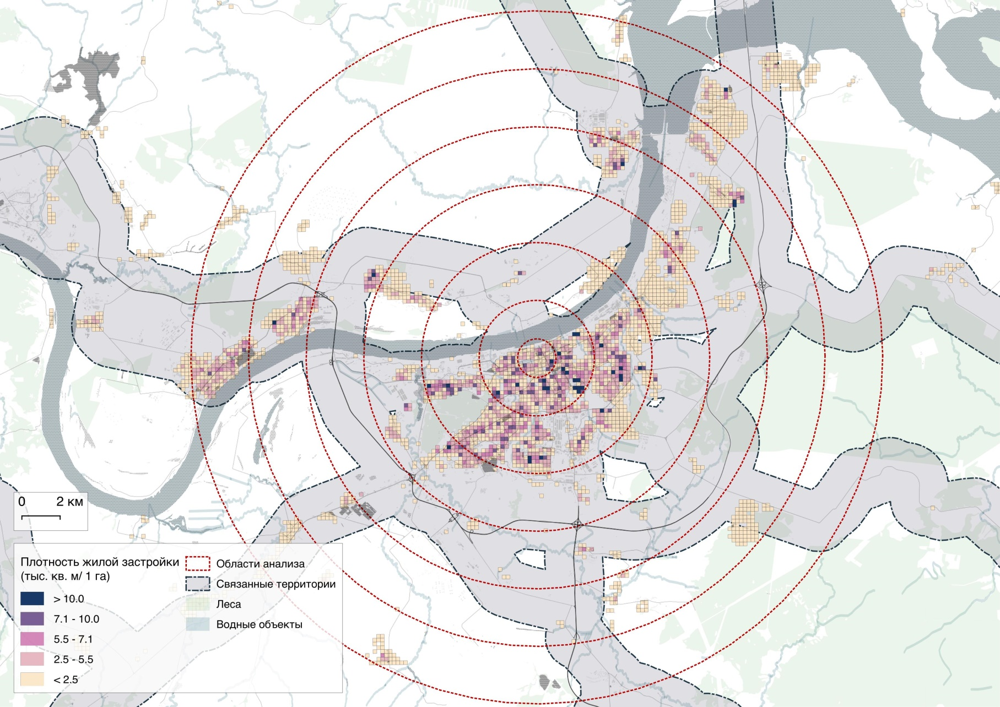 0 2 км
Плотность жилой застройки
(тыс. кв. м/ 1 га)
> 10.0
7.1 - 10.0
5.5 - 7.1
2.5 - 5.5
< 2.5
Области анализа
Связанные территории
Леса
Водные объекты